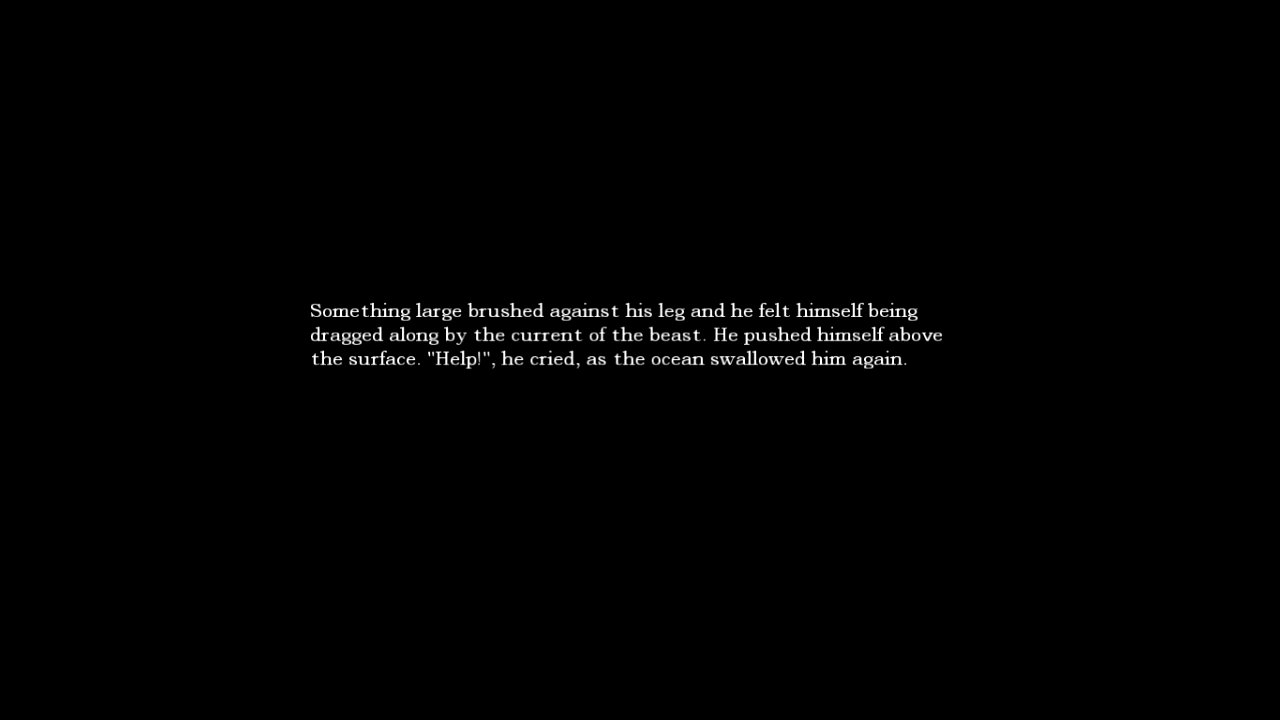 Something large brushed against his leg and he felt himself being
dragged along by the current of the beast. He pushed himself above
the surface. "Help!", he cried, as the ocean swallowed him again.